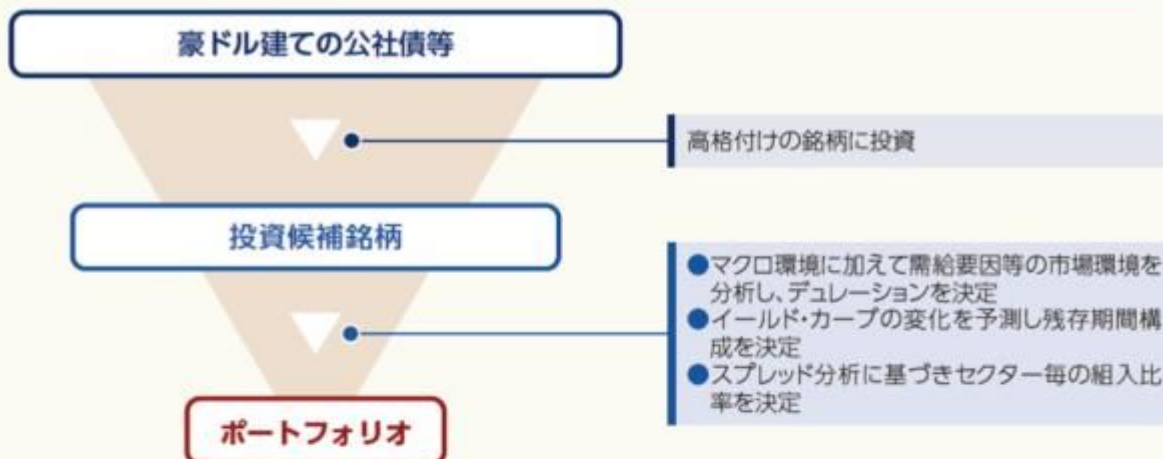 豪ドル建ての公社債等
高格付けの銘柄に投資
投資候補銘柄
●マクロ環境に加えて需給要因等の市場環境を
分析し、デュレーションを決定
●イールド・カーブの変化を予測し残存期間構
成を決定
●スプレッド分析に基づきセクター毎の組入比
率を決定
ポートフォリオ